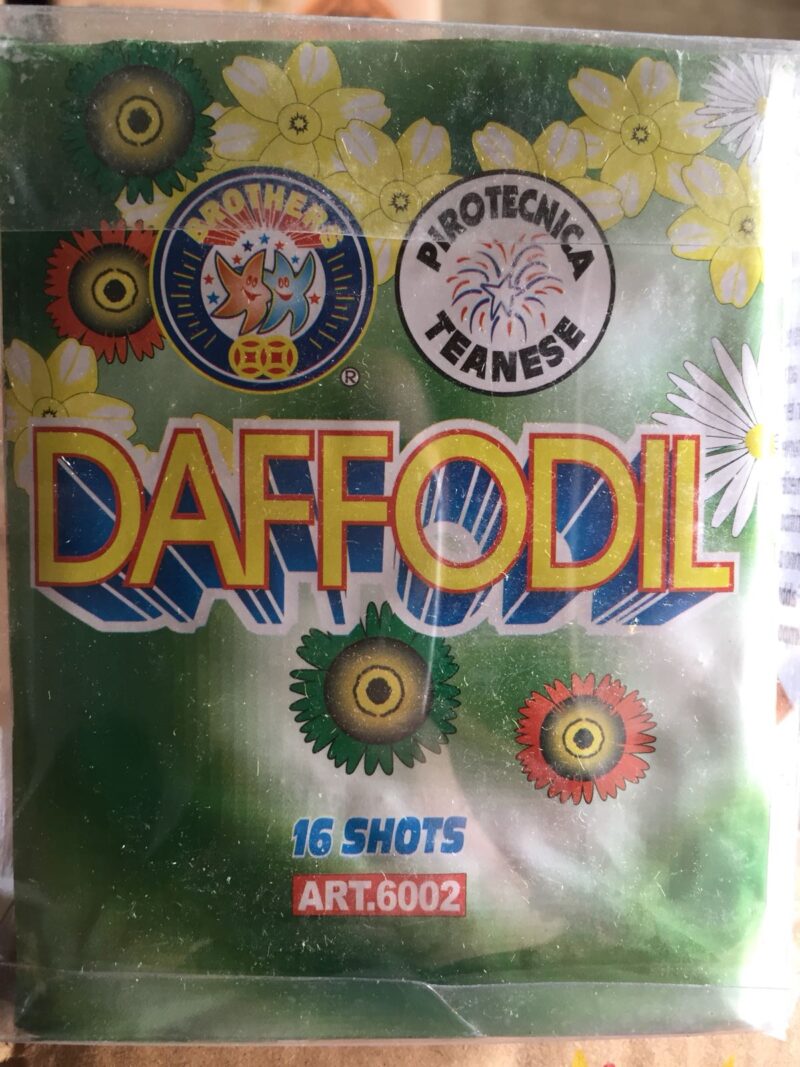 BROTHERS
®
PIROTECNICA
TEANESE
DAFFODIL
16 SHOTS
ART.6002